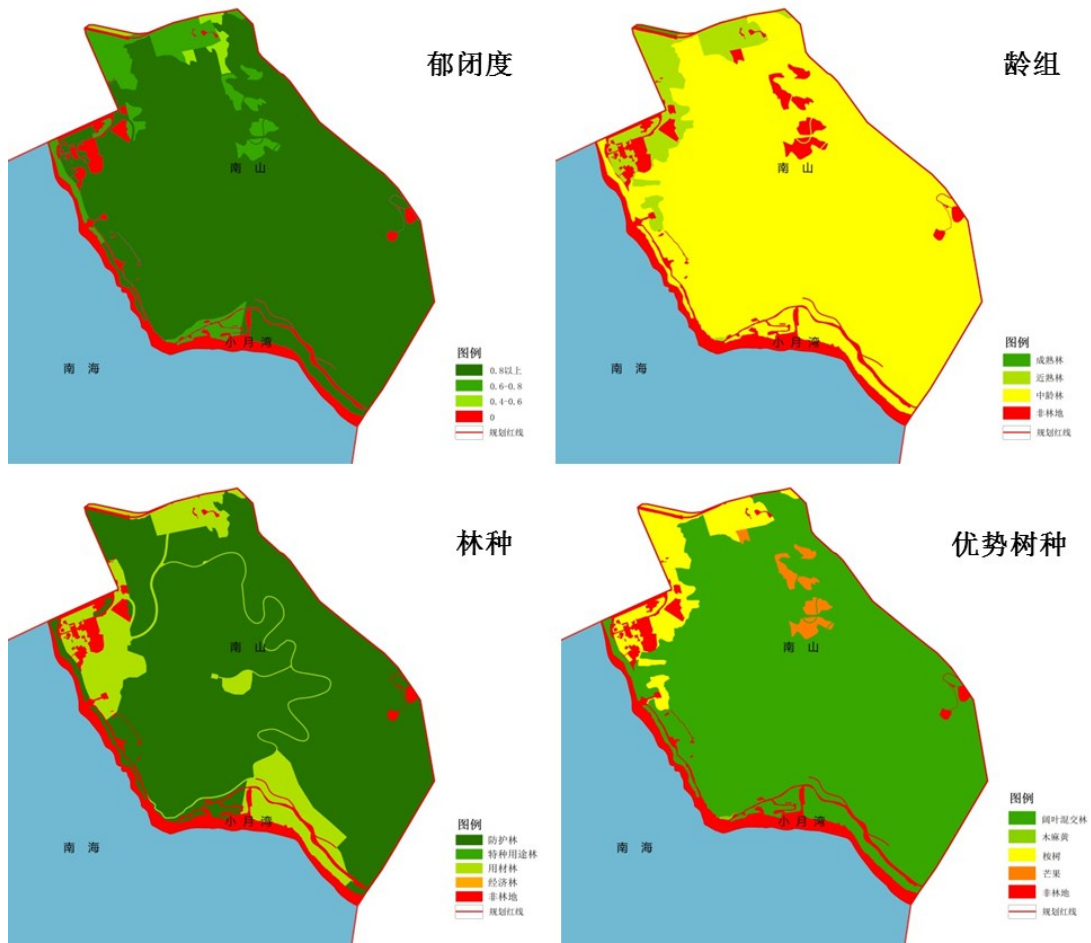 郁闭度
南山
小月湾
南海
图例
0.8以上
0.6-0.8
0.4-0.6
0
规划红线
龄组
南山
小月湾
南海
图例
成熟林
近熟林
中龄林
非林地
规划红线
林种
南山
小月湾
南海
图例
防护林
特种用途林
用材林
经济林
非林地
规划红线
优势树种
南山
小月湾
南海
图例
阔叶混交林
木麻黄
桉树
芒果
非林地
规划红线